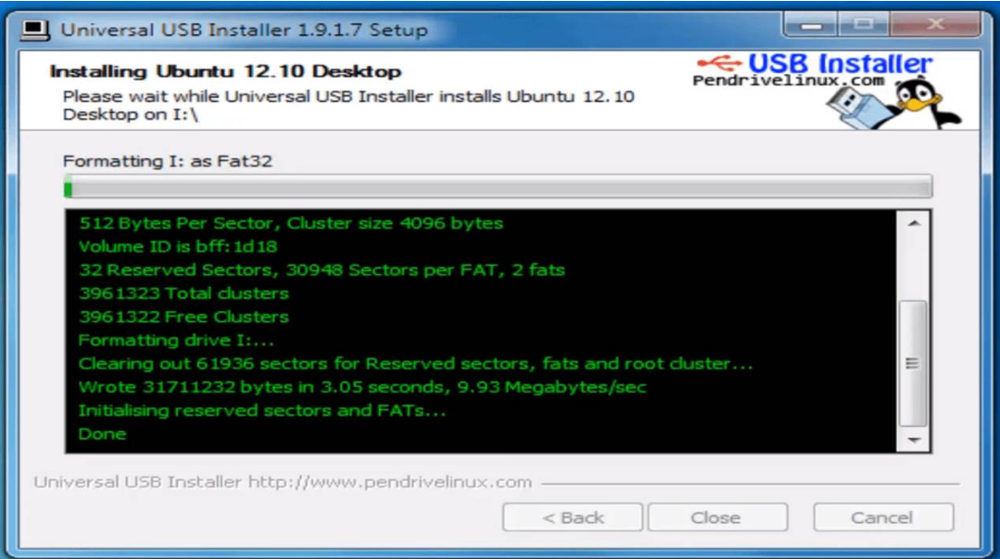 Universal USB Installer 1.9.1.7 Setup
Installing Ubuntu 12.10 Desktop
Please wait while Universal USB Installer installs Ubuntu 12.10
Desktop on I:\
USB Installer
Pendrivelinux.com
Formatting I: as Fat32
512 Bytes Per Sector, Cluster size 4096 bytes
Volume ID is bff:1d18
32 Reserved Sectors, 30948 Sectors per FAT, 2 fats
3961323 Total clusters
3961322 Free Clusters
Formatting drive I:...
Clearing out 61936 sectors for Reserved sectors, fats and root cluster...
Wrote 31711232 bytes in 3.05 seconds, 9.93 Megabytes/sec
Initialising reserved sectors and FATs...
Done
Universal USB Installer http://www.pendrivelinux.com
< Back Close Cancel